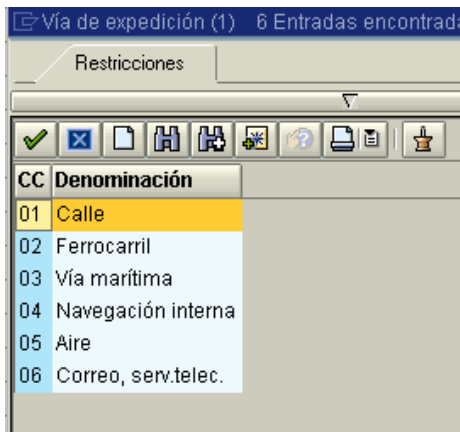 Vía de expedición (1) 6 Entradas encontrada
Restricciones
CC Denominación
01 Calle
02 Ferrocarril
03 Vía marítima
04 Navegación interna
05 Aire
06 Correo, serv.telec.